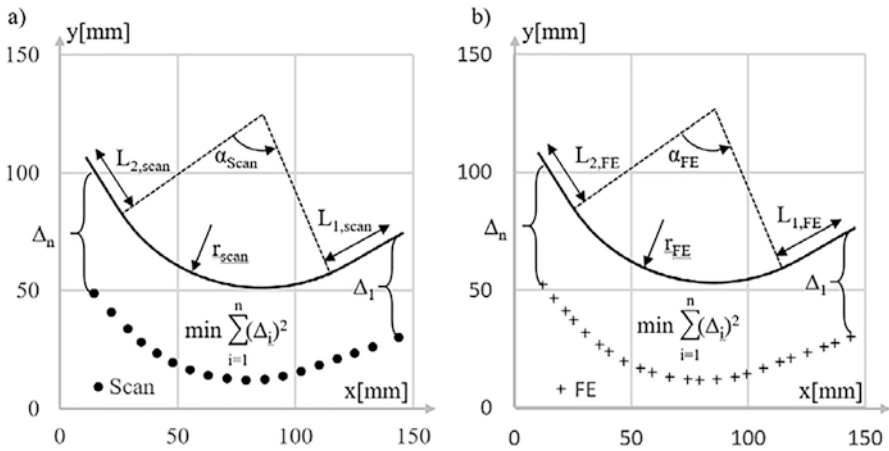 a)
y[mm]
150
100
50
0
0
50
100
150
x[mm]
L2,scan
αScan
L1,scan
rscan
Δn
Δ1
min n∑i=1(Δi)2
Scan
b)
y[mm]
150
100
50
0
0
50
100
150
x[mm]
L2,FE
αFE
L1,FE
rFE
Δn
Δ1
min n∑i=1(Δi)2
FE